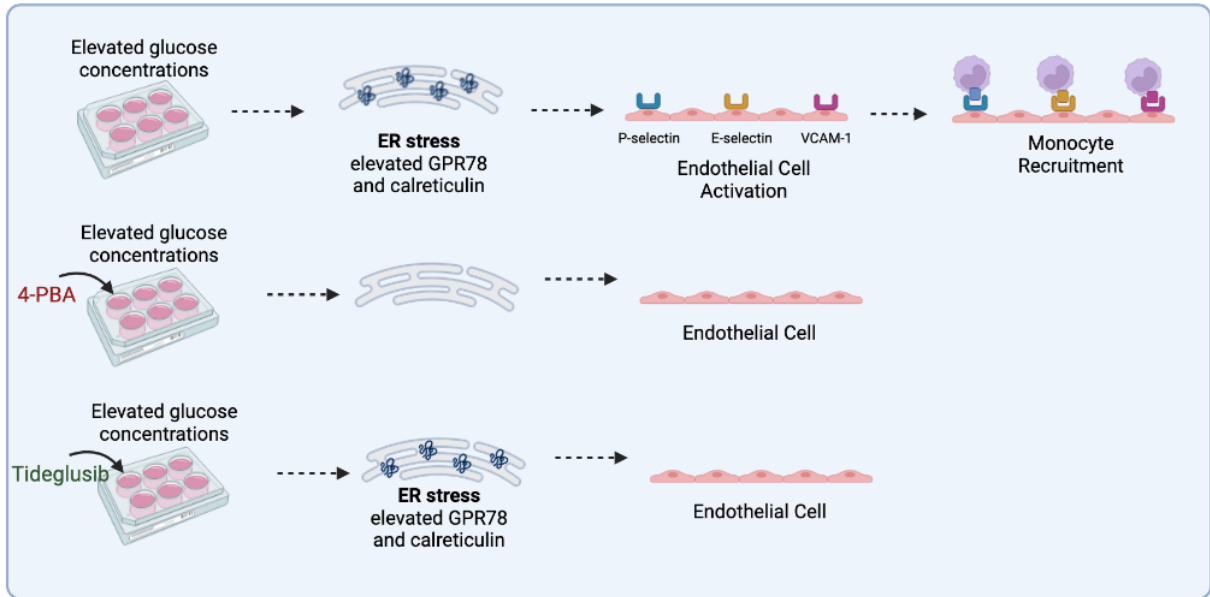 Elevated glucose
concentrations
ER stress
elevated GPR78
and calreticulin
P-selectin
E-selectin
VCAM-1
Endothelial Cell
Activation
Monocyte
Recruitment
Elevated glucose
concentrations
4-PBA
Endothelial Cell
Elevated glucose
concentrations
Tideglusib
ER stress
elevated GPR78
and calreticulin
Endothelial Cell